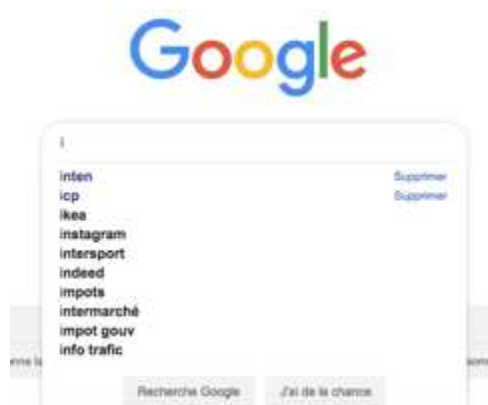 Google
i
inten Supprimer
icp Supprimer
ikea
instagram
intersport
indeed
impots
intermarché
impot gouv
info trafic
Recherche Google J'ai de la chance